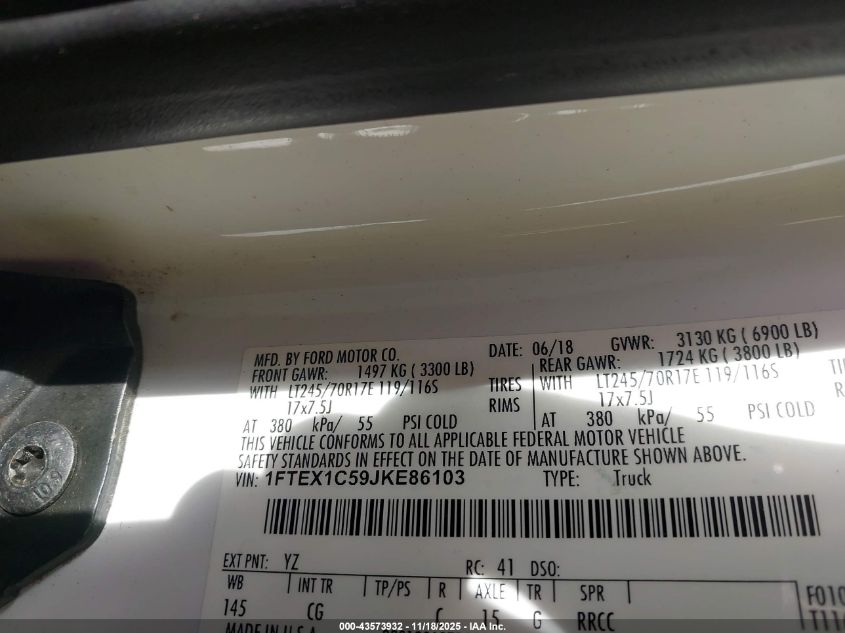 MFD. BY FORD MOTOR CO. DATE: 06/18 GVWR: 3130 KG ( 6900 LB)
FRONT GAWR: 1497 KG ( 3300 LB) REAR GAWR: 1724 KG ( 3800 LB)
WITH LT245/70R17E 119/116S TIRES WITH LT245/70R17E 119/116S TI
17x7.5J RIMS 17x7.5J R
AT 380 kPa/ 55 PSI COLD AT 380 kPa/ 55 PSI COLD
THIS VEHICLE CONFORMS TO ALL APPLICABLE FEDERAL MOTOR VEHICLE
SAFETY STANDARDS IN EFFECT ON THE DATE OF MANUFACTURE SHOWN ABOVE.
VIN: 1FTEX1C59JKE86103 TYPE: Truck
EXT PNT: YZ RC: 41 DSO:
WB INT TR TP/PS R AXLE TR SPR
145 CG C 15 G RRCC
MADE IN U.S.A.
000-43573932 - 11/18/2025 - IAA Inc.